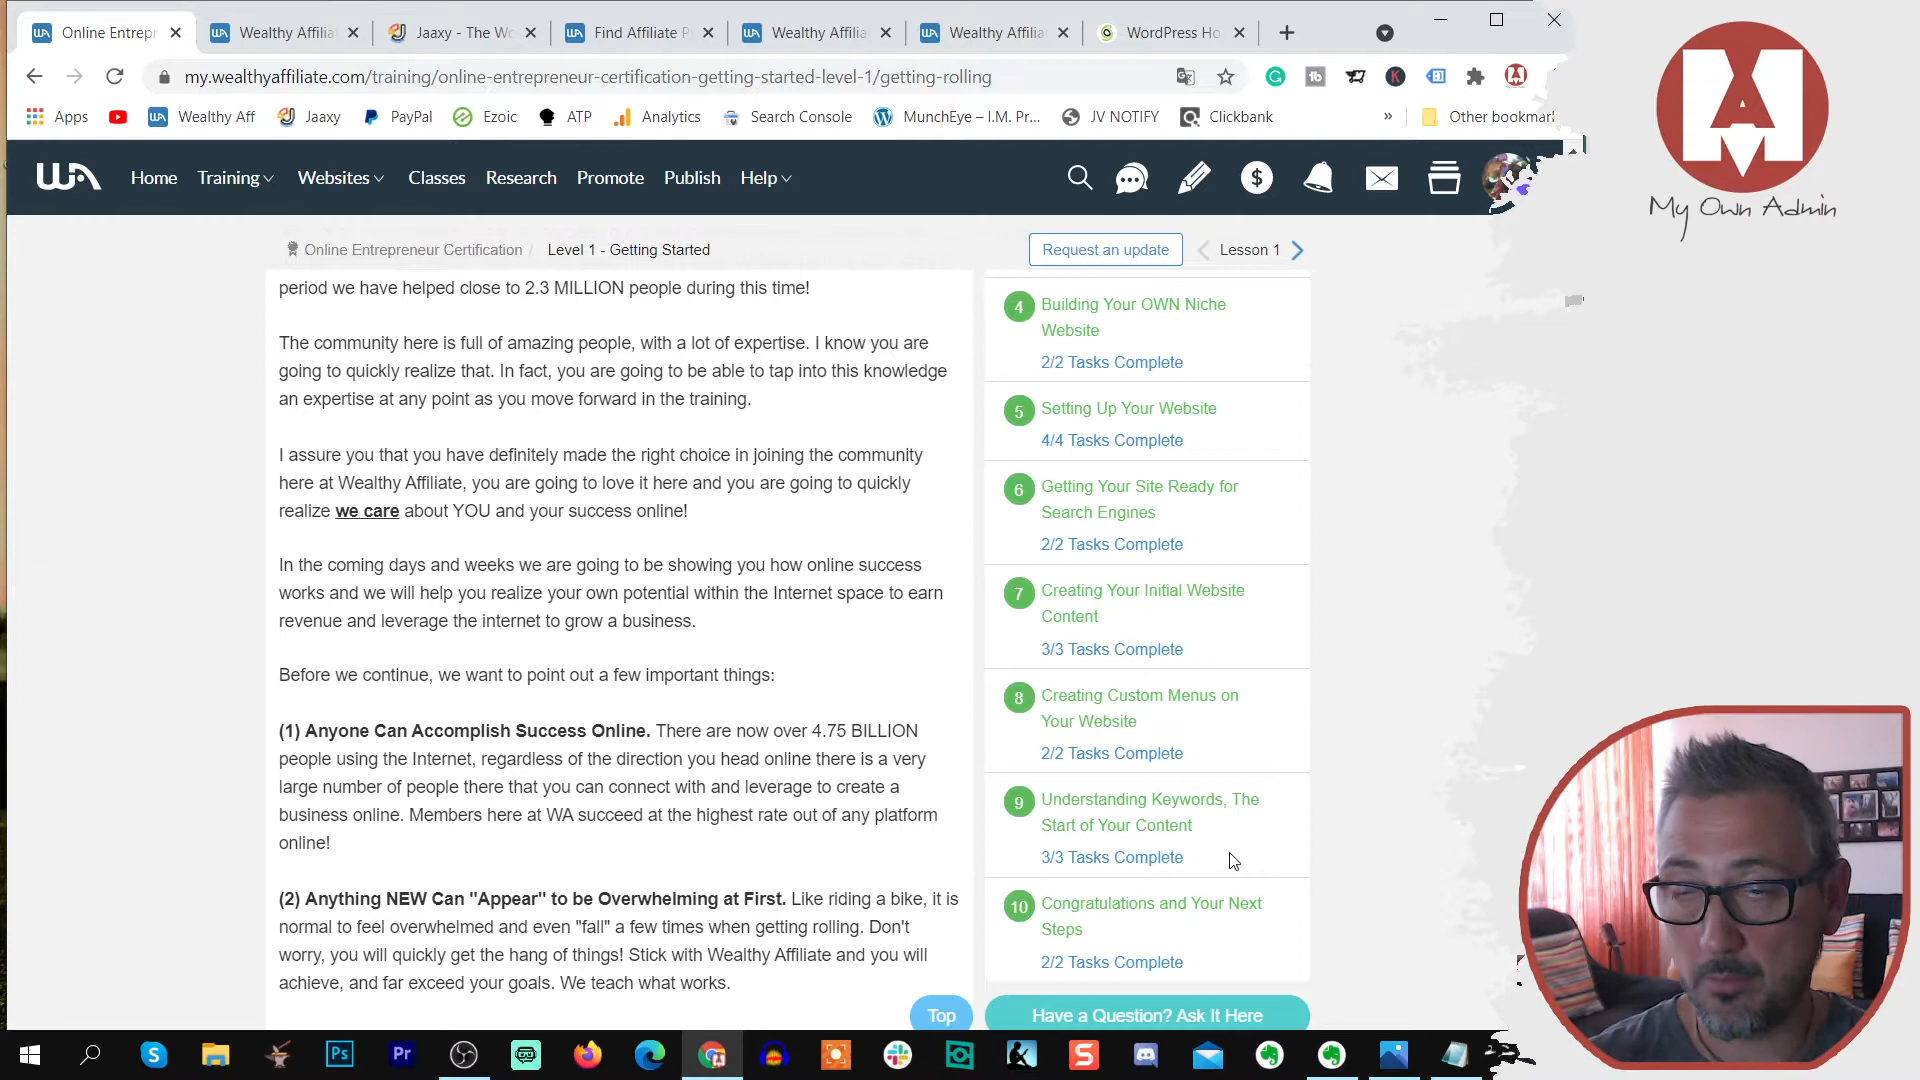 Online Entrepr
Wealthy Affilia
Jaaxy - The Wo
Find Affiliate P
Wealthy Affilia
Wealthy Affilia
WordPress Ho
my.wealthyaffiliate.com/training/online-entrepreneur-certification-getting-started-level-1/getting-rolling
Apps
Wealthy Aff
Jaaxy
PayPal
Ezoic
ATP
Analytics
Search Console
MunchEye – I.M. Pr...
JV NOTIFY
Clickbank
»
Other bookmark
WA
Home
Training
Websites
Classes
Research
Promote
Publish
Help
My Own Admin
Online Entrepreneur Certification /
Level 1 - Getting Started
Request an update
Lesson 1
period we have helped close to 2.3 MILLION people during this time!
The community here is full of amazing people, with a lot of expertise. I know you are
going to quickly realize that. In fact, you are going to be able to tap into this knowledge
an expertise at any point as you move forward in the training.
I assure you that you have definitely made the right choice in joining the community
here at Wealthy Affiliate, you are going to love it here and you are going to quickly
realize we care about YOU and your success online!
In the coming days and weeks we are going to be showing you how online success
works and we will help you realize your own potential within the Internet space to earn
revenue and leverage the internet to grow a business.
Before we continue, we want to point out a few important things:
(1) Anyone Can Accomplish Success Online. There are now over 4.75 BILLION
people using the Internet, regardless of the direction you head online there is a very
large number of people there that you can connect with and leverage to create a
business online. Members here at WA succeed at the highest rate out of any platform
online!
(2) Anything NEW Can "Appear" to be Overwhelming at First. Like riding a bike, it is
normal to feel overwhelmed and even "fall" a few times when getting rolling. Don't
worry, you will quickly get the hang of things! Stick with Wealthy Affiliate and you will
achieve, and far exceed your goals. We teach what works.
Top
4 Building Your OWN Niche
Website
2/2 Tasks Complete
5 Setting Up Your Website
4/4 Tasks Complete
6 Getting Your Site Ready for
Search Engines
2/2 Tasks Complete
7 Creating Your Initial Website
Content
3/3 Tasks Complete
8 Creating Custom Menus on
Your Website
2/2 Tasks Complete
9 Understanding Keywords, The
Start of Your Content
3/3 Tasks Complete
10 Congratulations and Your Next
Steps
2/2 Tasks Complete
Have a Question? Ask It Here
Ps
Pr